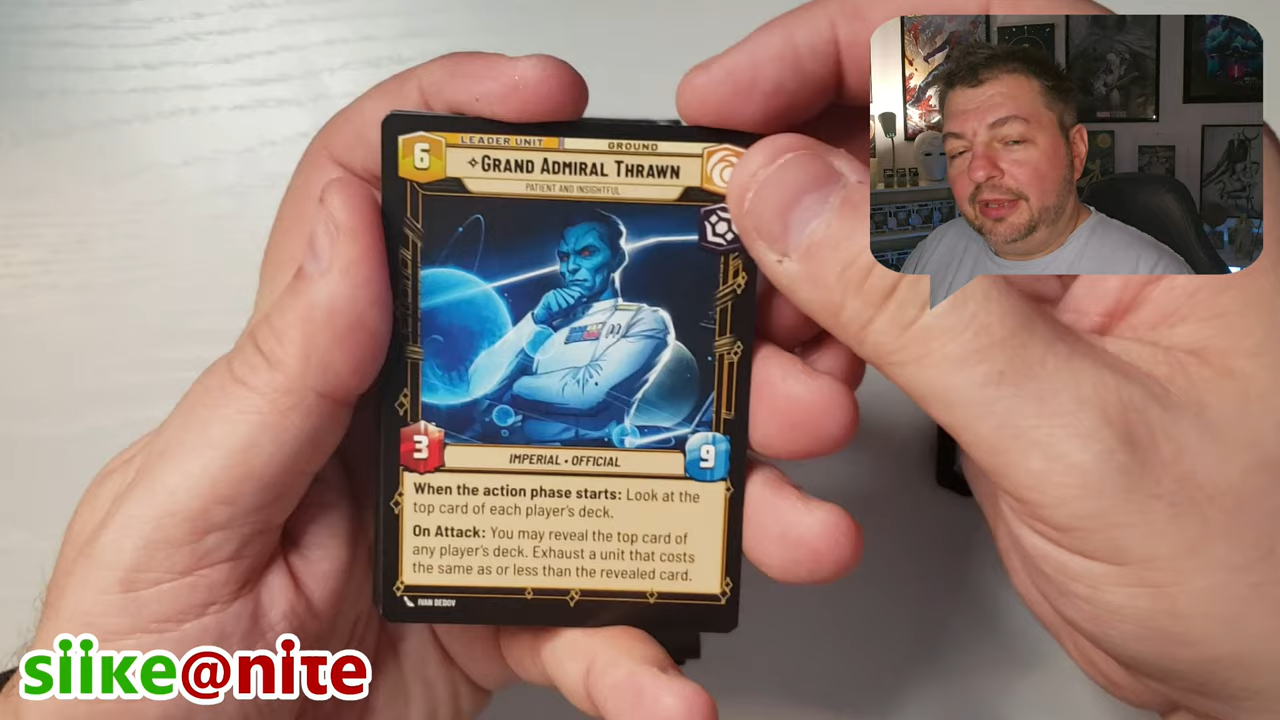 6
LEADER UNIT
GROUND
GRAND ADMIRAL THRAWN
PATIENT AND INSIGHTFUL
3
IMPERIAL • OFFICIAL
9
When the action phase starts: Look at the
top card of each player's deck.
On Attack: You may reveal the top card of
any player's deck. Exhaust a unit that costs
the same as or less than the revealed card.
IVAN DEDOV
siike@nite